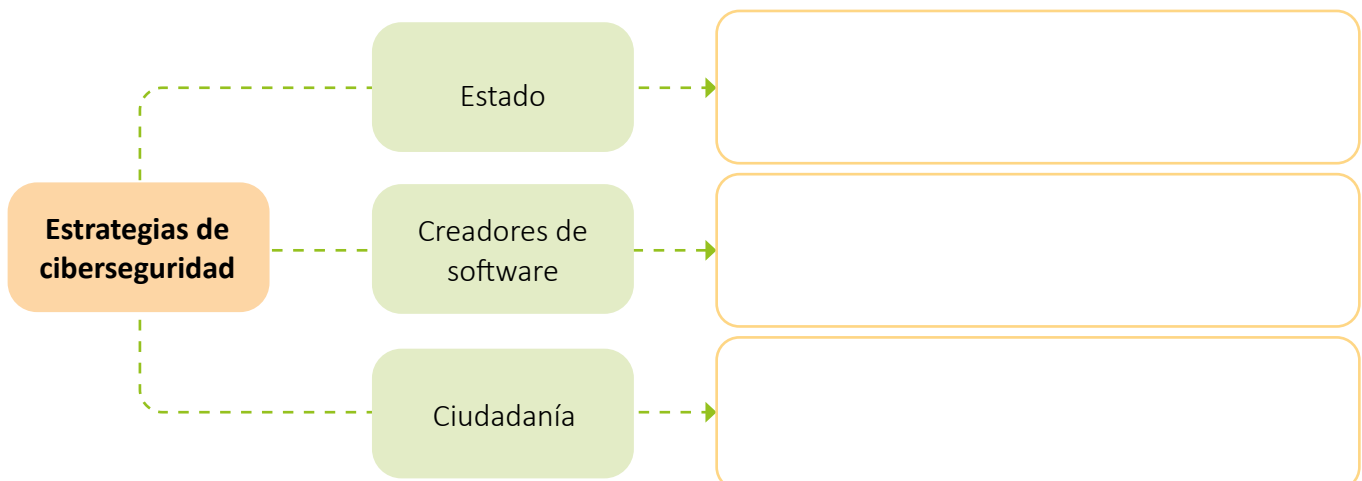 Estado
Estrategias de
ciberseguridad
Creadores de
software
Ciudadanía